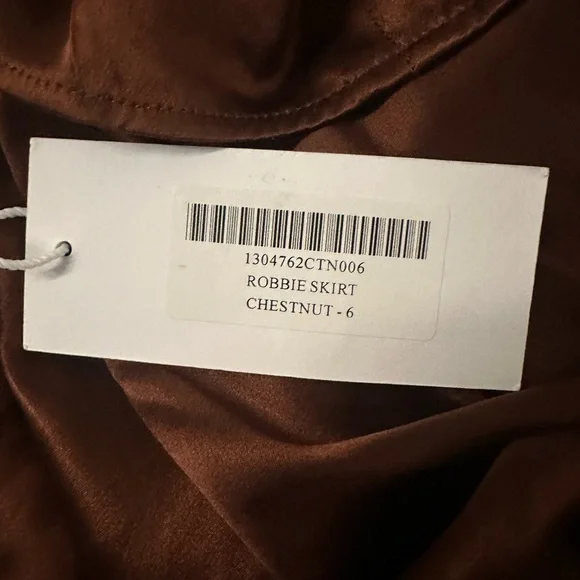 1304762CTN006
ROBBIE SKIRT
CHESTNUT - 6